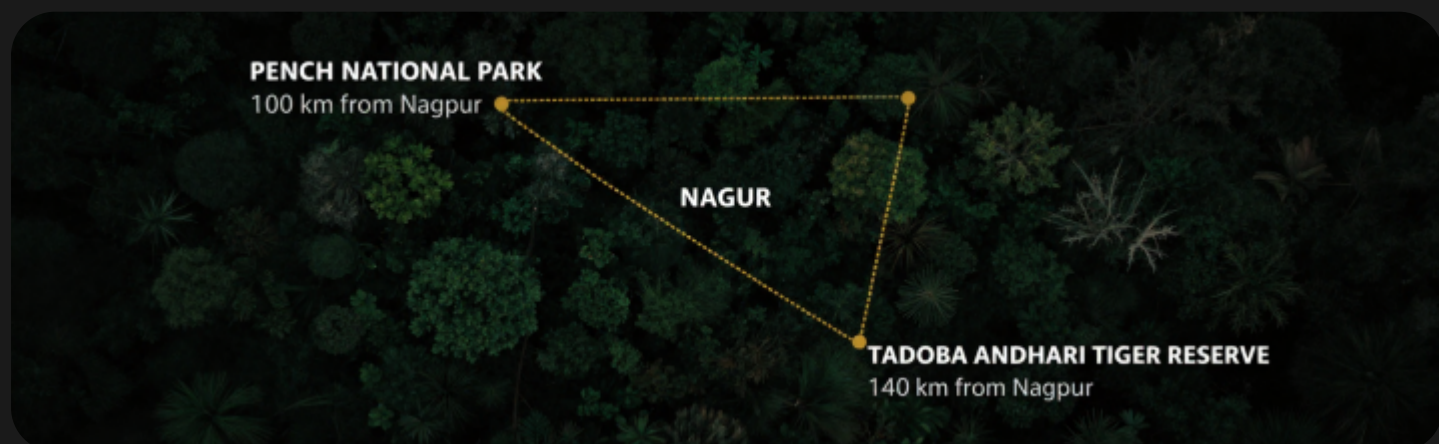 PENCH NATIONAL PARK
100 km from Nagpur
NAGUR
TADOBA ANDHARI TIGER RESERVE
140 km from Nagpur